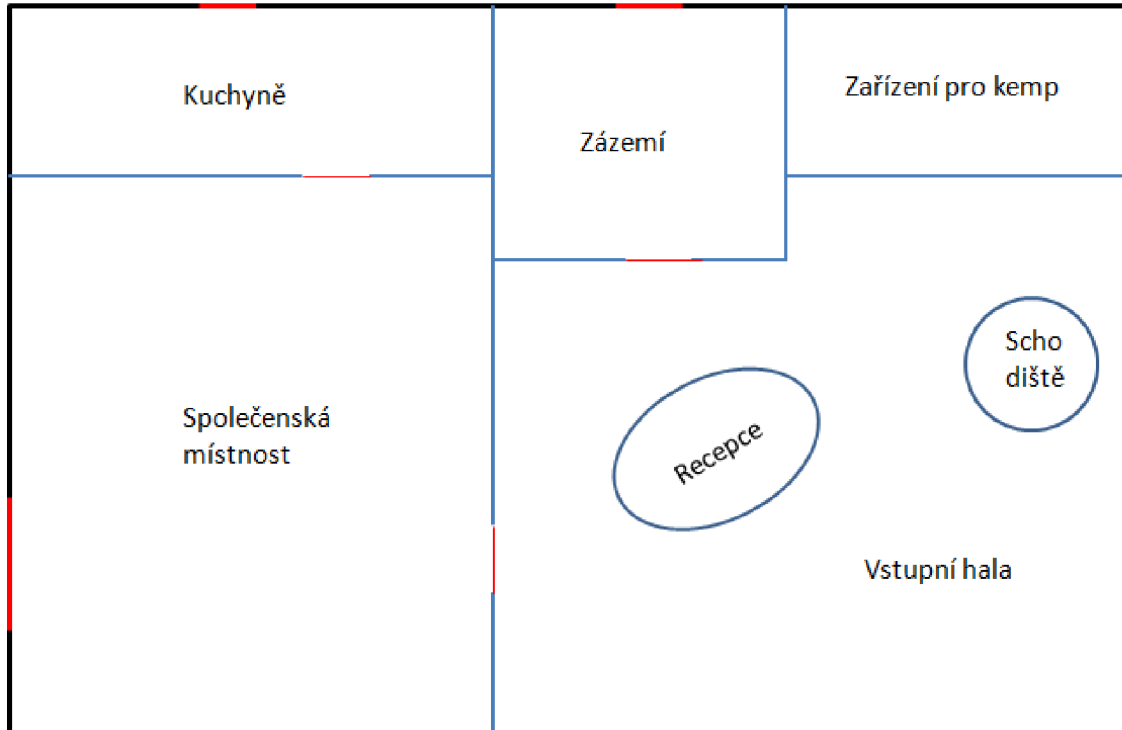 Kuchyně
Zázemí
Zařízení pro kemp
Společenská
místnost
Recepce
Scho
diště
Vstupní hala